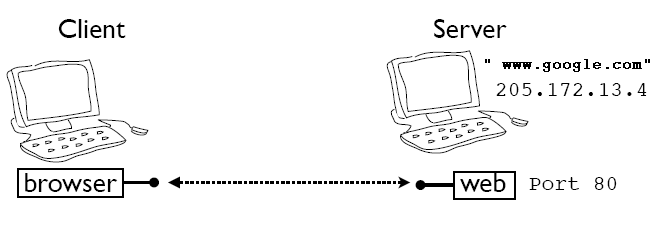 Client
Server
" www.google.com"
205.172.13.4
browser
web
Port 80